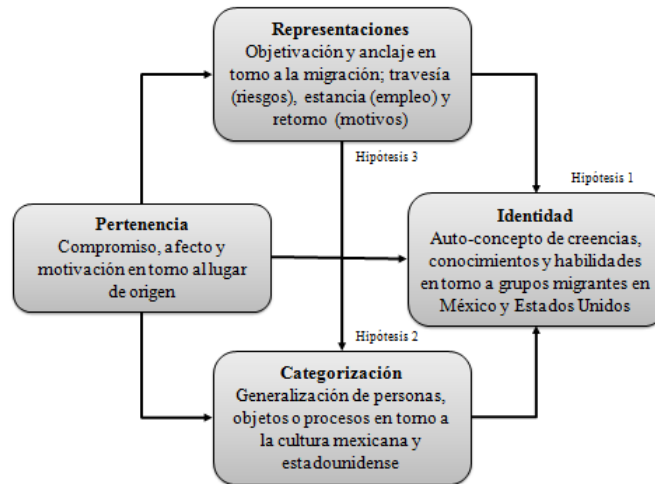 Representaciones
Objetivación y anclaje en
torno a la migración; travesía
(riesgos), estancia (empleo) y
retorno (motivos)
Hipótesis 3
Hipótesis 1
Pertenencia
Compromiso, afecto y
motivación en torno al lugar
de origen
Identidad
Auto-concepto de creencias,
conocimientos y habilidades
en torno a grupos migrantes en
México y Estados Unidos
Hipótesis 2
Categorización
Generalización de personas,
objetos o procesos en torno a
la cultura mexicana y
estadounidense